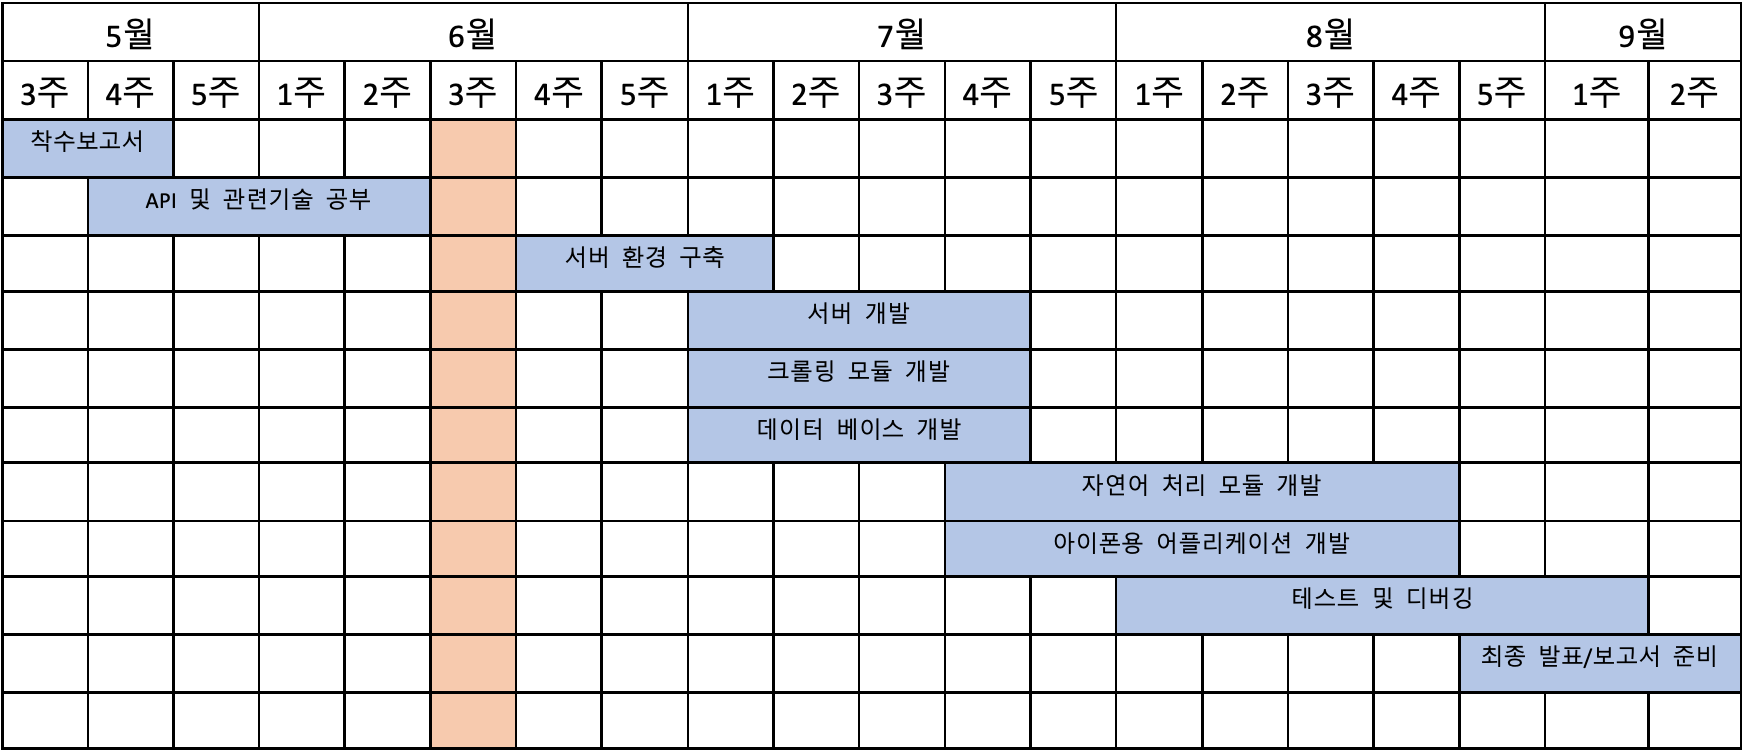 5월 6월 7월 8월 9월
3주 4주 5주 1주 2주 3주 4주 5주 1주 2주 3주 4주 5주 1주 2주 3주 4주 5주 1주 2주
착수보고서
API 및 관련기술 공부
서버 환경 구축
서버 개발
크롤링 모듈 개발
데이터 베이스 개발
자연어 처리 모듈 개발
아이폰용 어플리케이션 개발
테스트 및 디버깅
최종 발표/보고서 준비